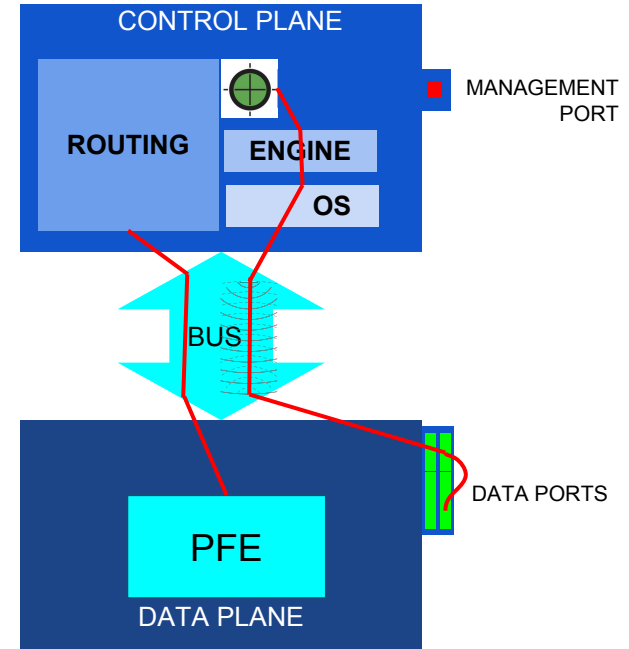 CONTROL PLANE
MANAGEMENT
PORT
ROUTING
ENGINE
OS
BUS
DATA PORTS
PFE
DATA PLANE